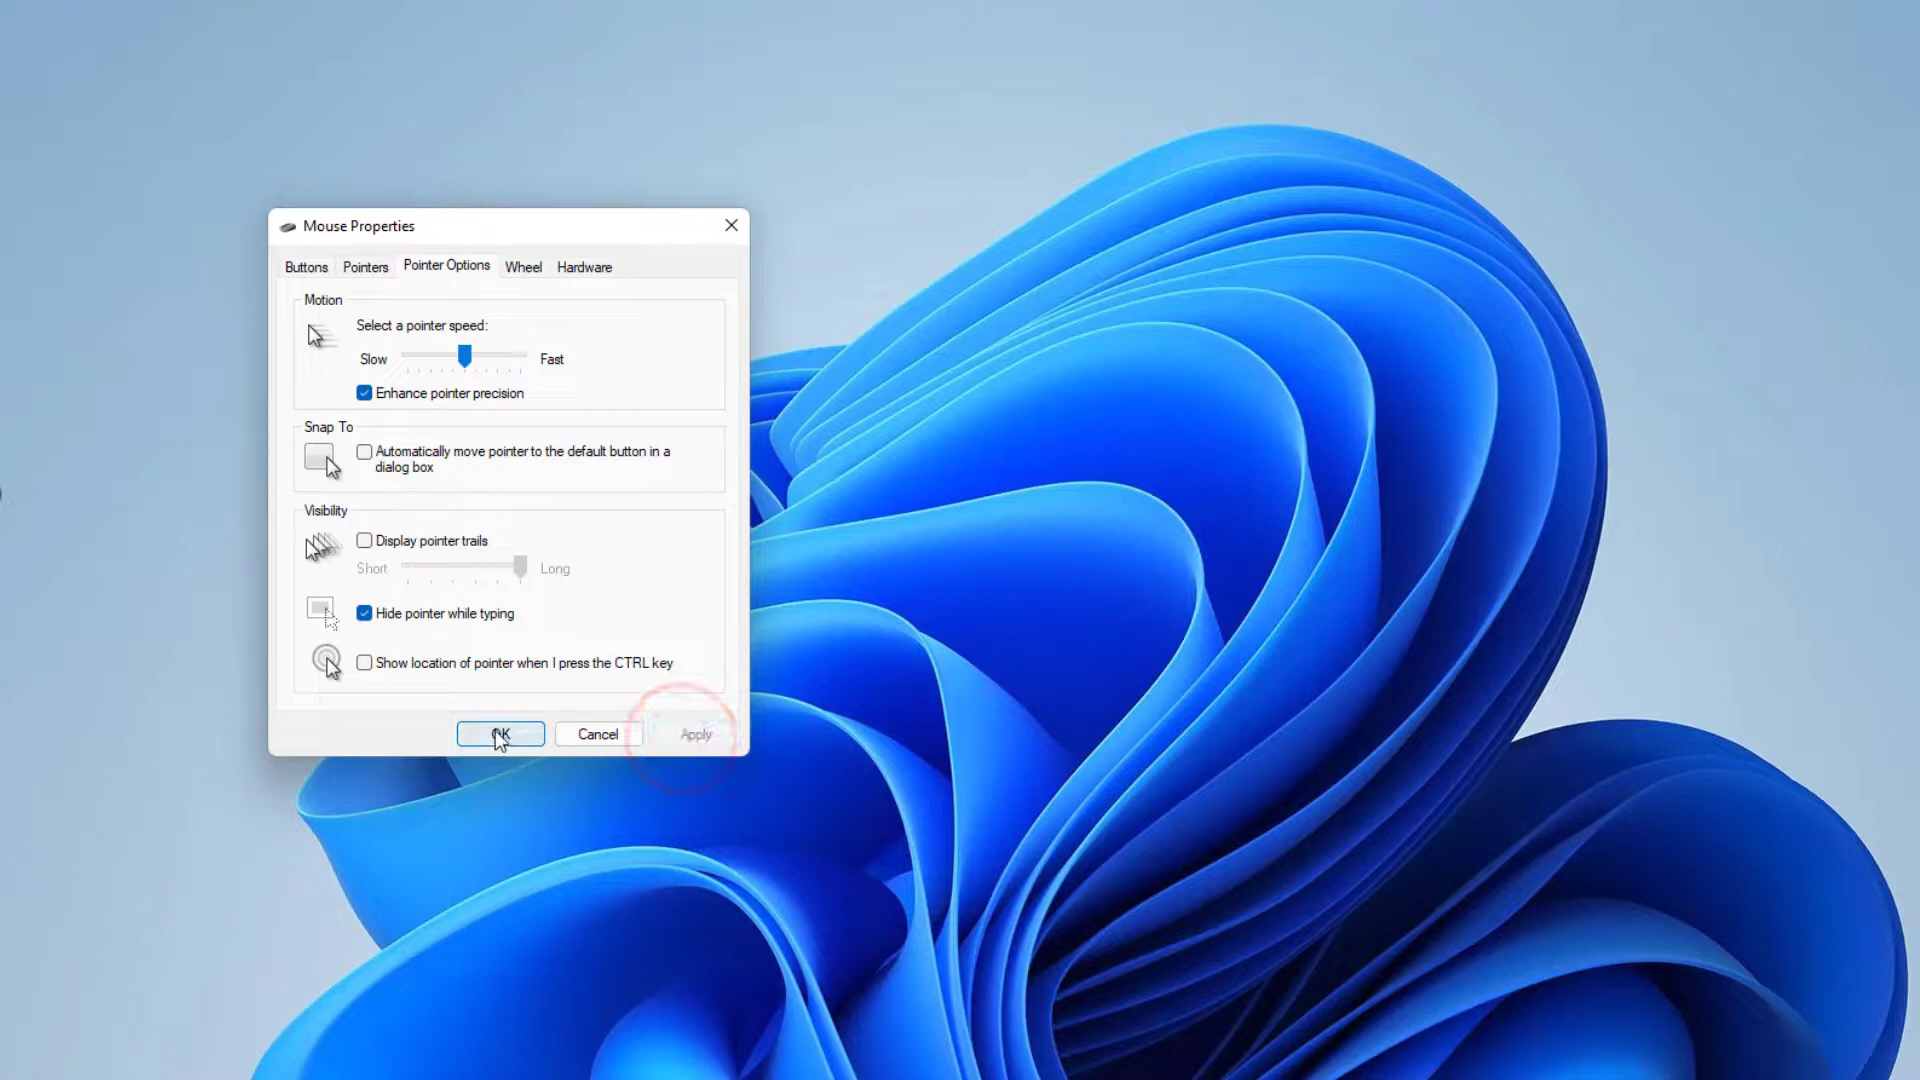 Mouse Properties
Buttons Pointers Pointer Options Wheel Hardware
Motion
Select a pointer speed:
Slow Fast
Enhance pointer precision
Snap To
Automatically move pointer to the default button in a
dialog box
Visibility
Display pointer trails
Short Long
Hide pointer while typing
Show location of pointer when I press the CTRL key
OK Cancel Apply